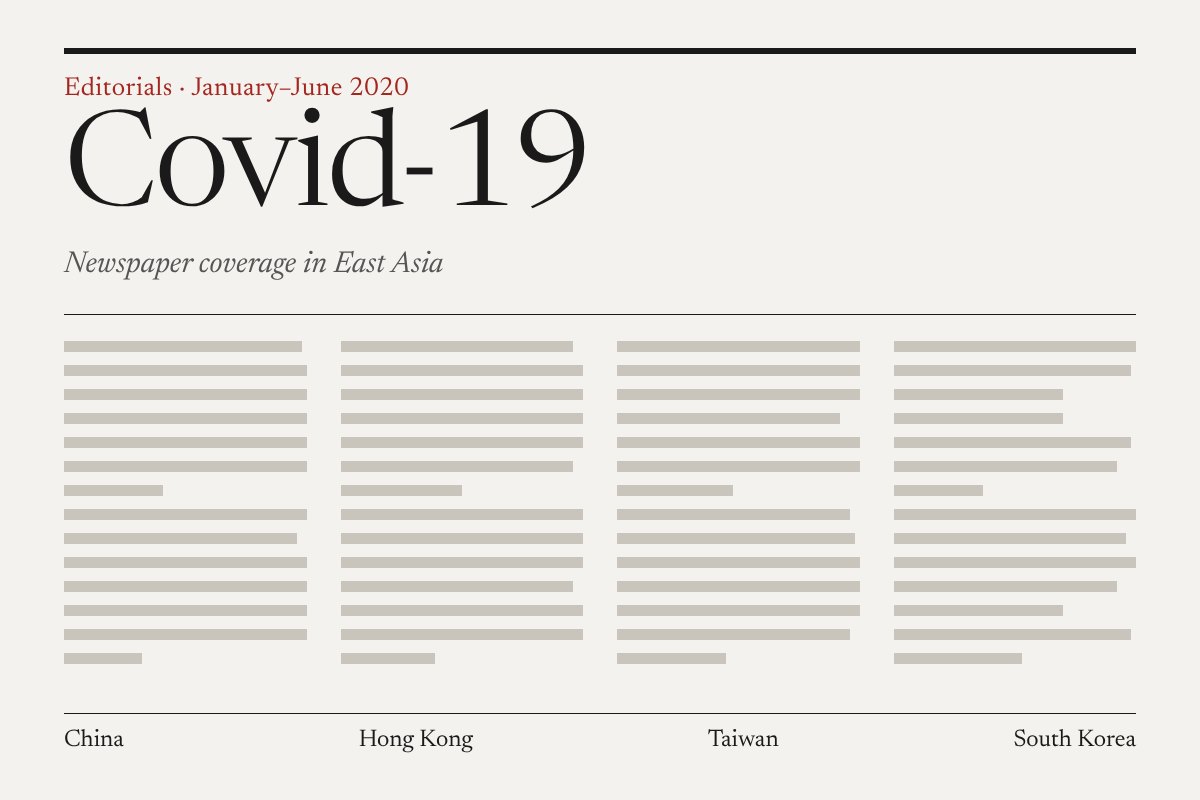 Editorials · January–June 2020
Covid-19
Newspaper coverage in East Asia
China
Hong Kong
Taiwan
South Korea